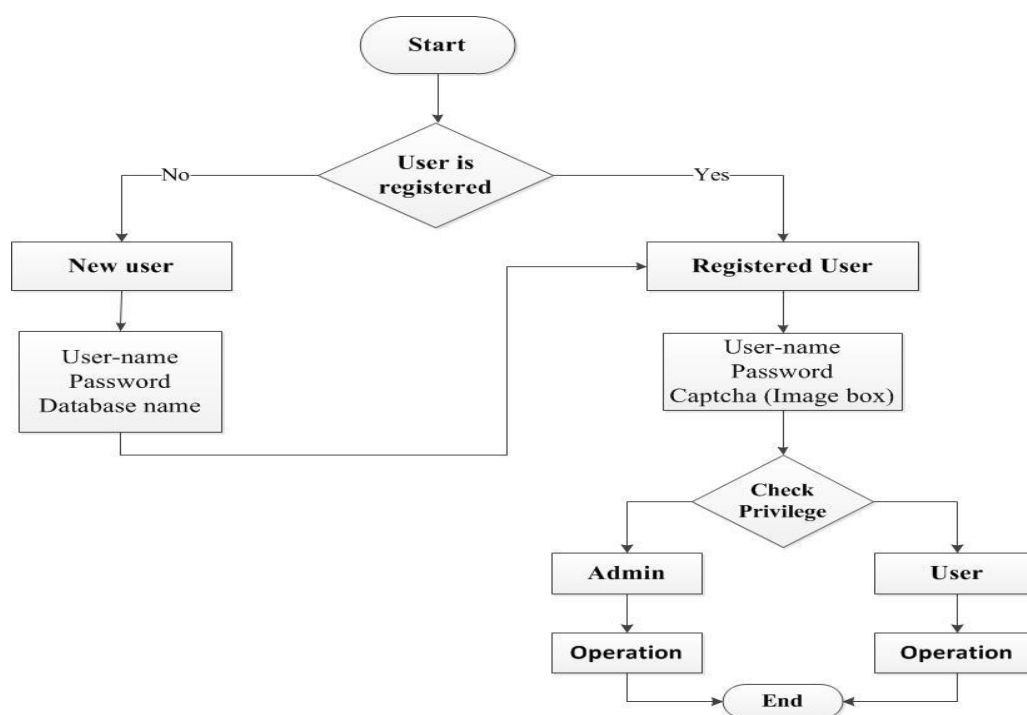 Start
User is
registered
No
Yes
New user
Registered User
User-name
Password
Database name
User-name
Password
Captcha (Image box)
Check
Privilege
Admin
User
Operation
Operation
End